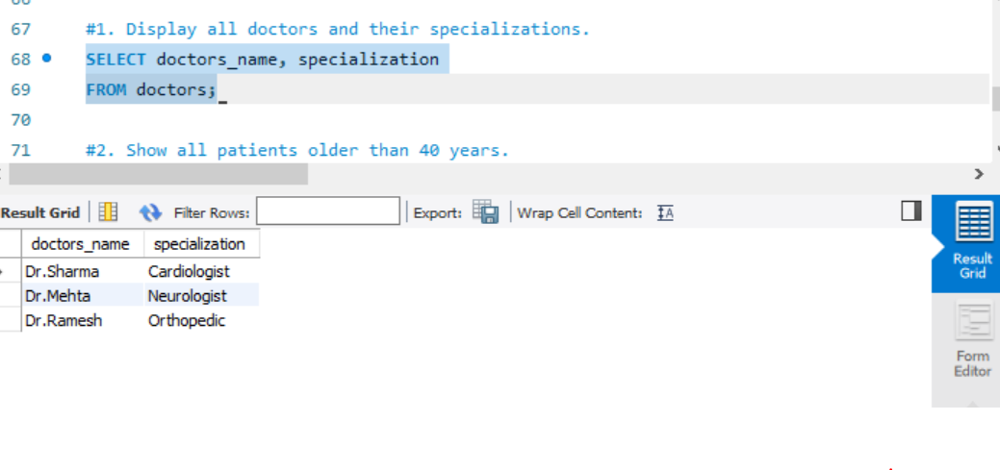 67 #1. Display all doctors and their specializations.
68 SELECT doctors_name, specialization
69 FROM doctors;
70
71 #2. Show all patients older than 40 years.
Result Grid Filter Rows: Export: Wrap Cell Content:
doctors_name specialization
Dr.Sharma Cardiologist
Dr.Mehta Neurologist
Dr.Ramesh Orthopedic
Result
Grid
Form
Editor